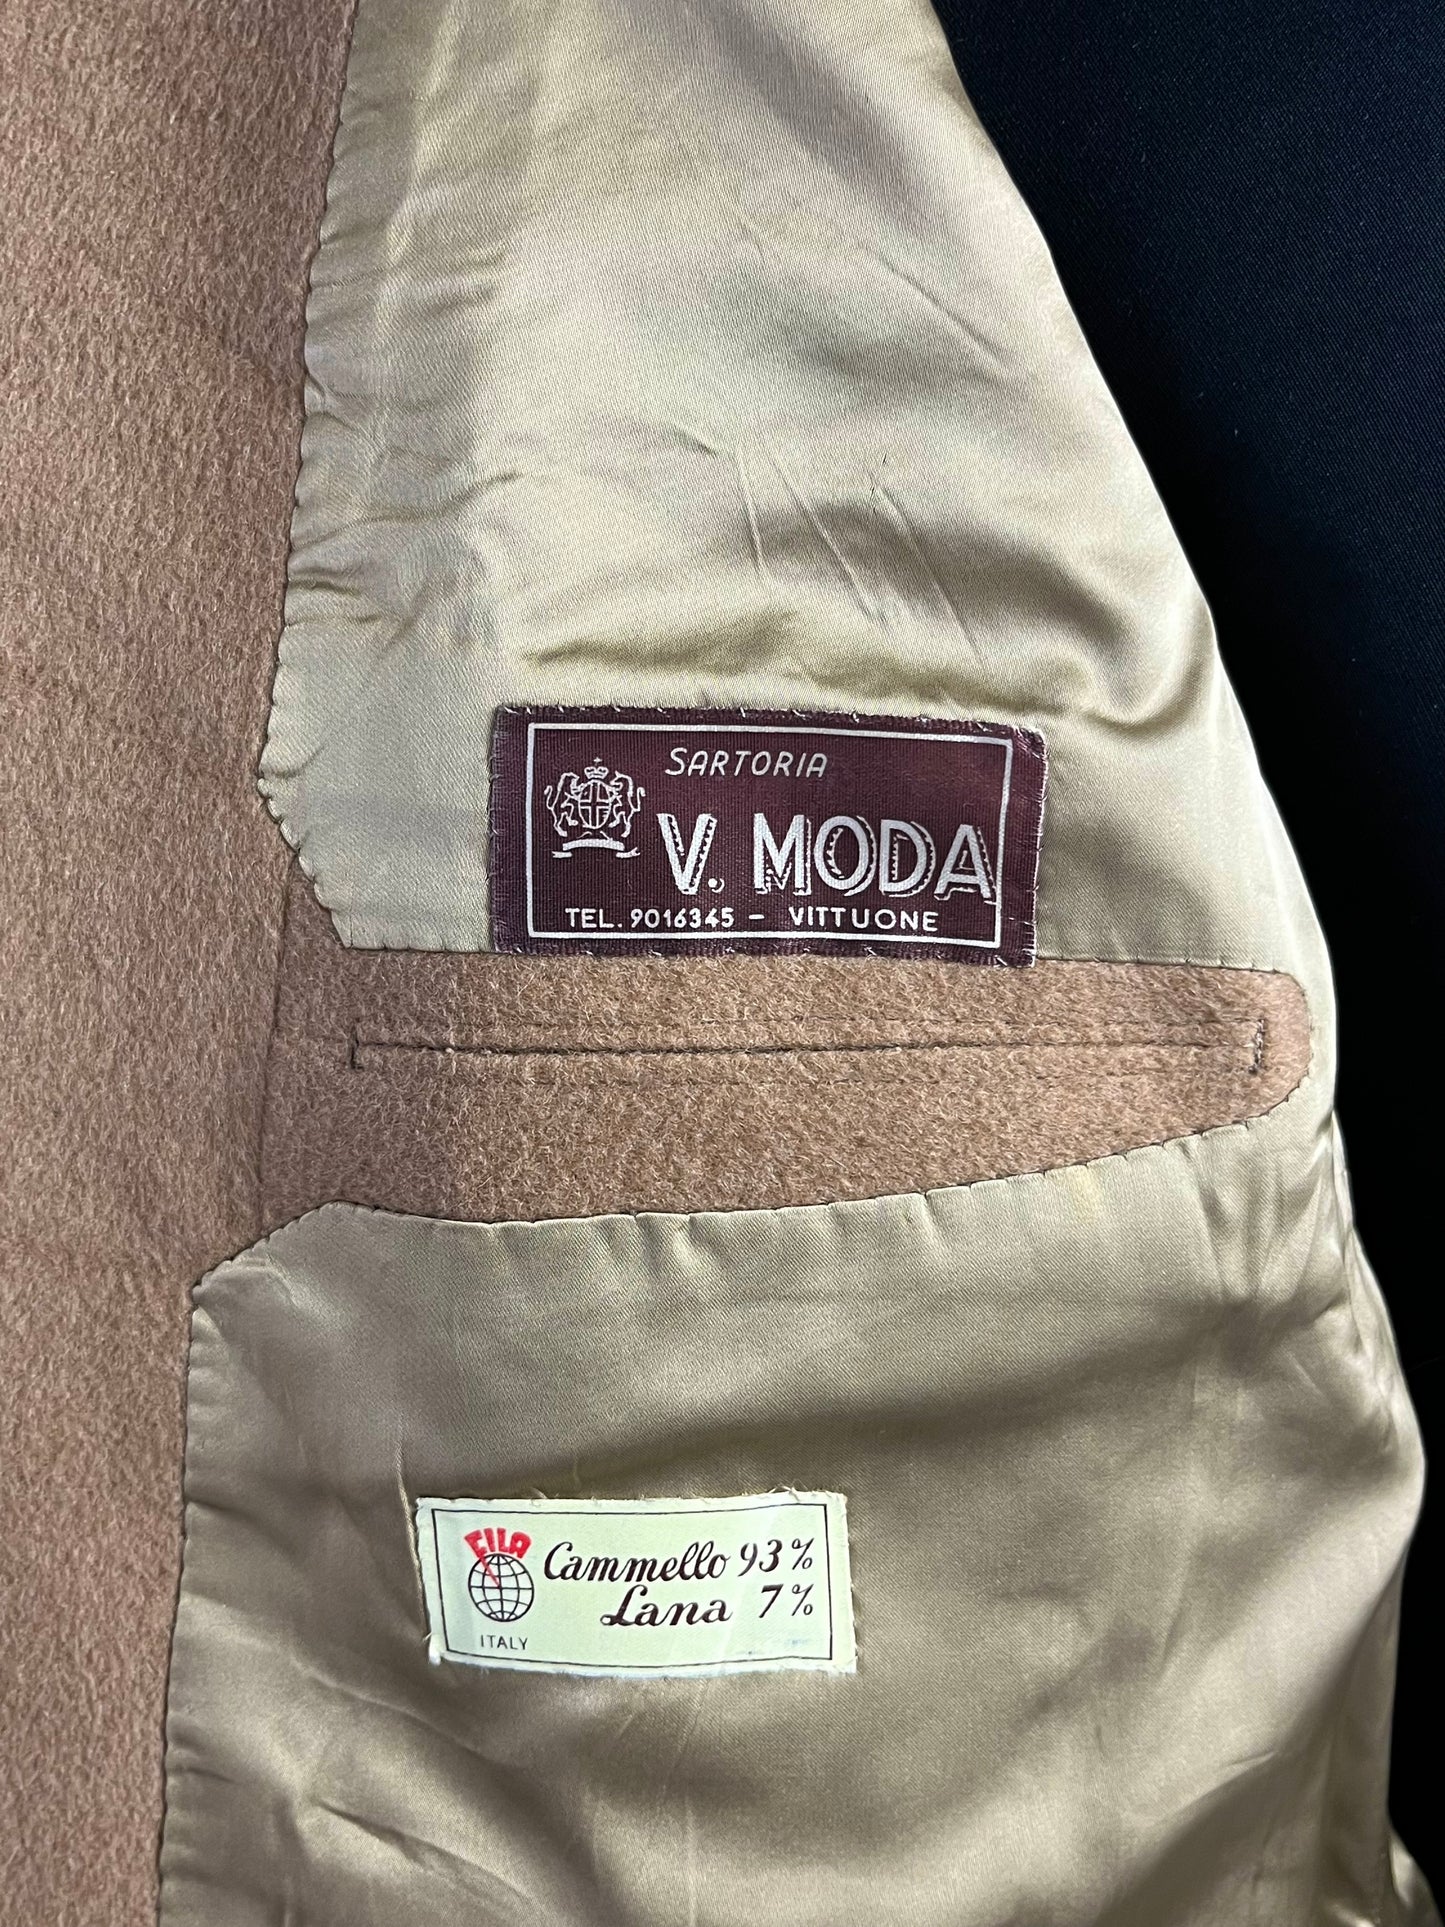 SARTORIA
V. MODA
TEL. 9016345 - VITTUONE
FILA
Cammello 93%
Lana 7%
ITALY